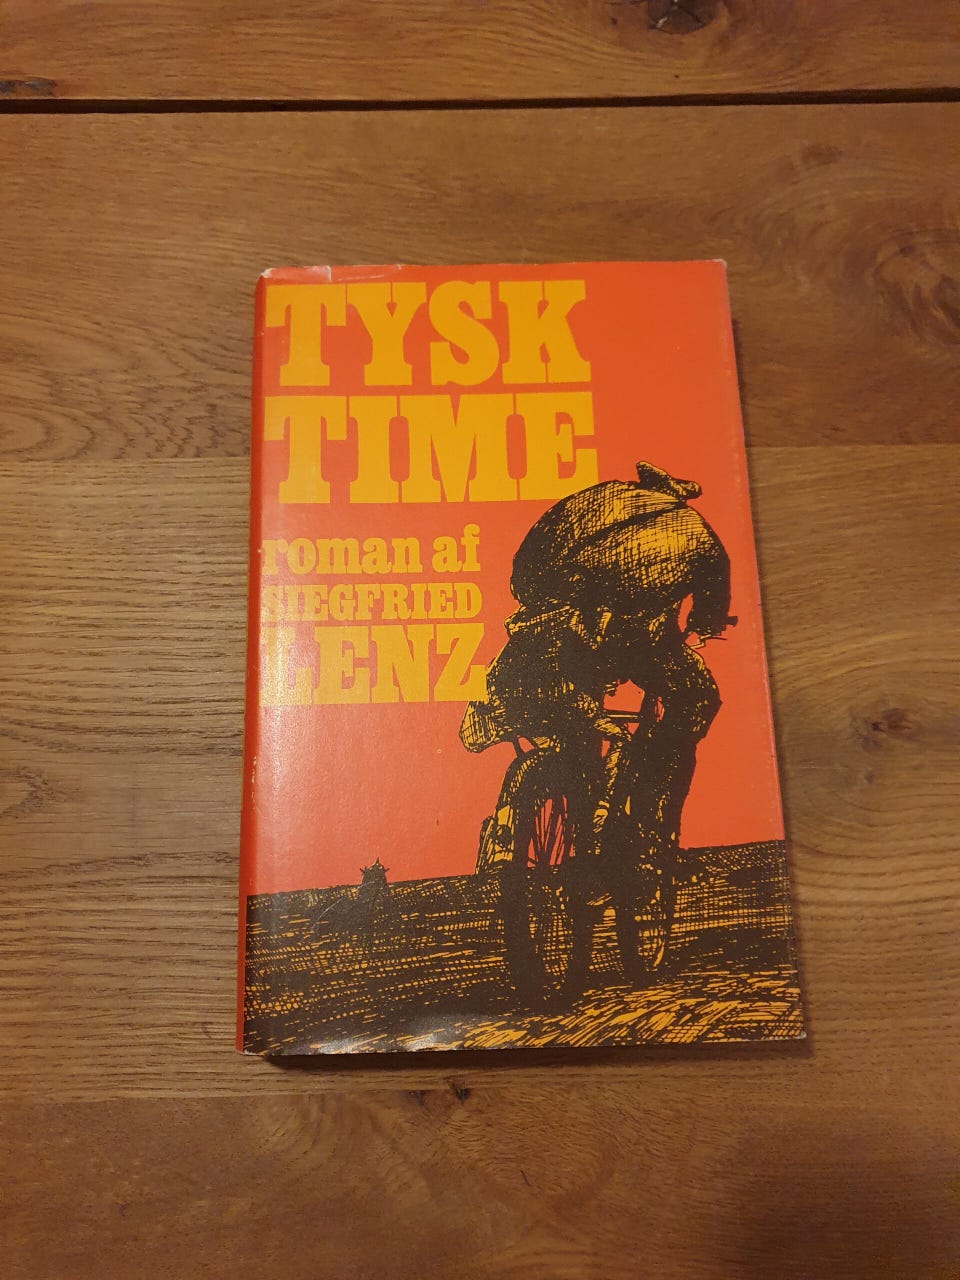 TYSK
TIME
roman af
SIEGFRIED
LENZ